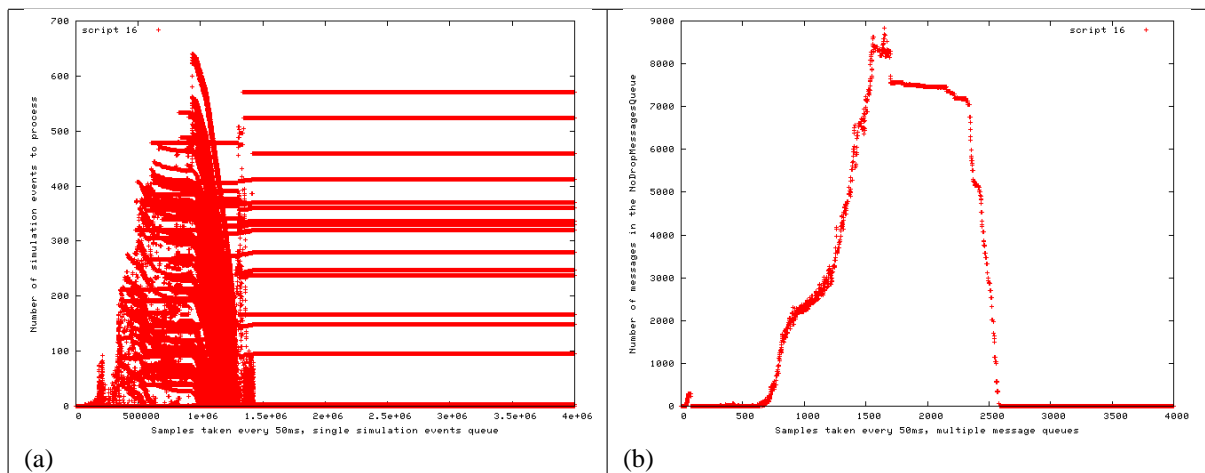 700
600
500
400
300
200
100
0
Number of simulation events to process
script 16
0 500000 1e+06 1.5e+06 2e+06 2.5e+06 3e+06 3.5e+06 4e+06
Samples taken every 50ms, single simulation events queue
(a)
9000
8000
7000
6000
5000
4000
3000
2000
1000
0
Number of messages in the NoDropMessagesQueue
script 16
0 500 1000 1500 2000 2500 3000 3500 4000
Samples taken every 50ms, multiple message queues
(b)